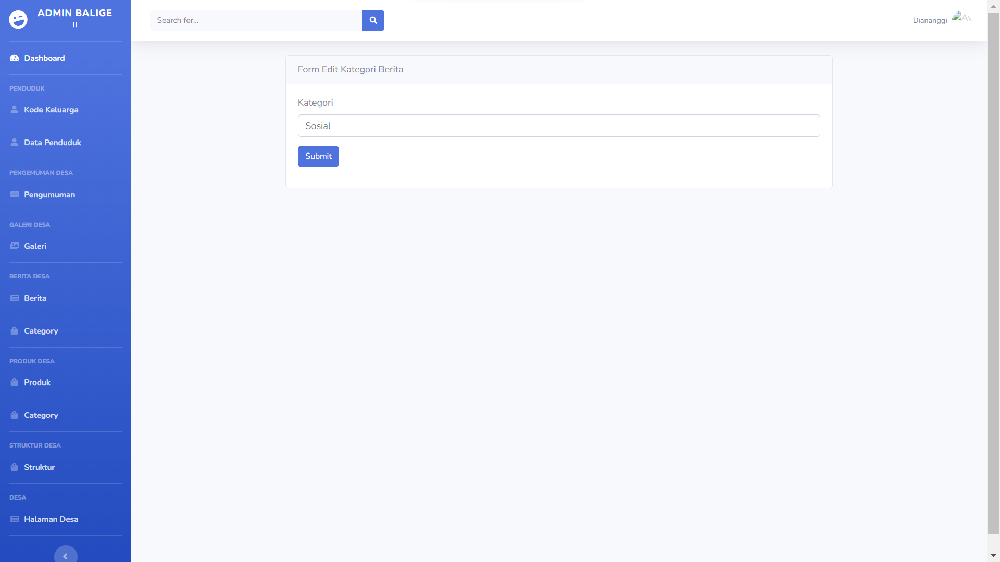 ADMIN BALIGE
II
Search for...
Diananggi
Dashboard
PENDUDUK
Kode Keluarga
Data Penduduk
PENGEMUMAN DESA
Pengumuman
GALERI DESA
Galeri
BERITA DESA
Berita
Category
PRODUK DESA
Produk
Category
STRUKTUR DESA
Struktur
DESA
Halaman Desa
Form Edit Kategori Berita
Kategori
Sosial
Submit